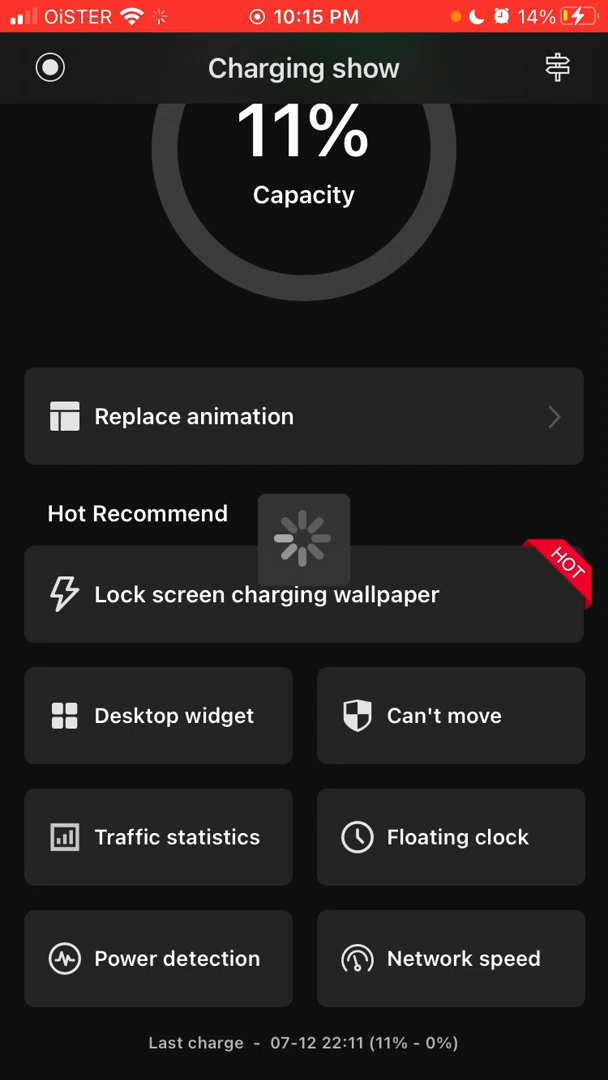 OiSTER 10:15 PM 14%
Charging show
11%
Capacity
Replace animation
Hot Recommend
HOT
Lock screen charging wallpaper
Desktop widget
Can't move
Traffic statistics
Floating clock
Power detection
Network speed
Last charge - 07-12 22:11 (11% - 0%)